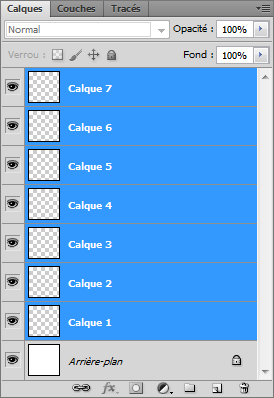 Calques Couches Tracés
Normal Opacité : 100%
Verrou : Fond : 100%
Calque 7
Calque 6
Calque 5
Calque 4
Calque 3
Calque 2
Calque 1
Arrière-plan
fx.